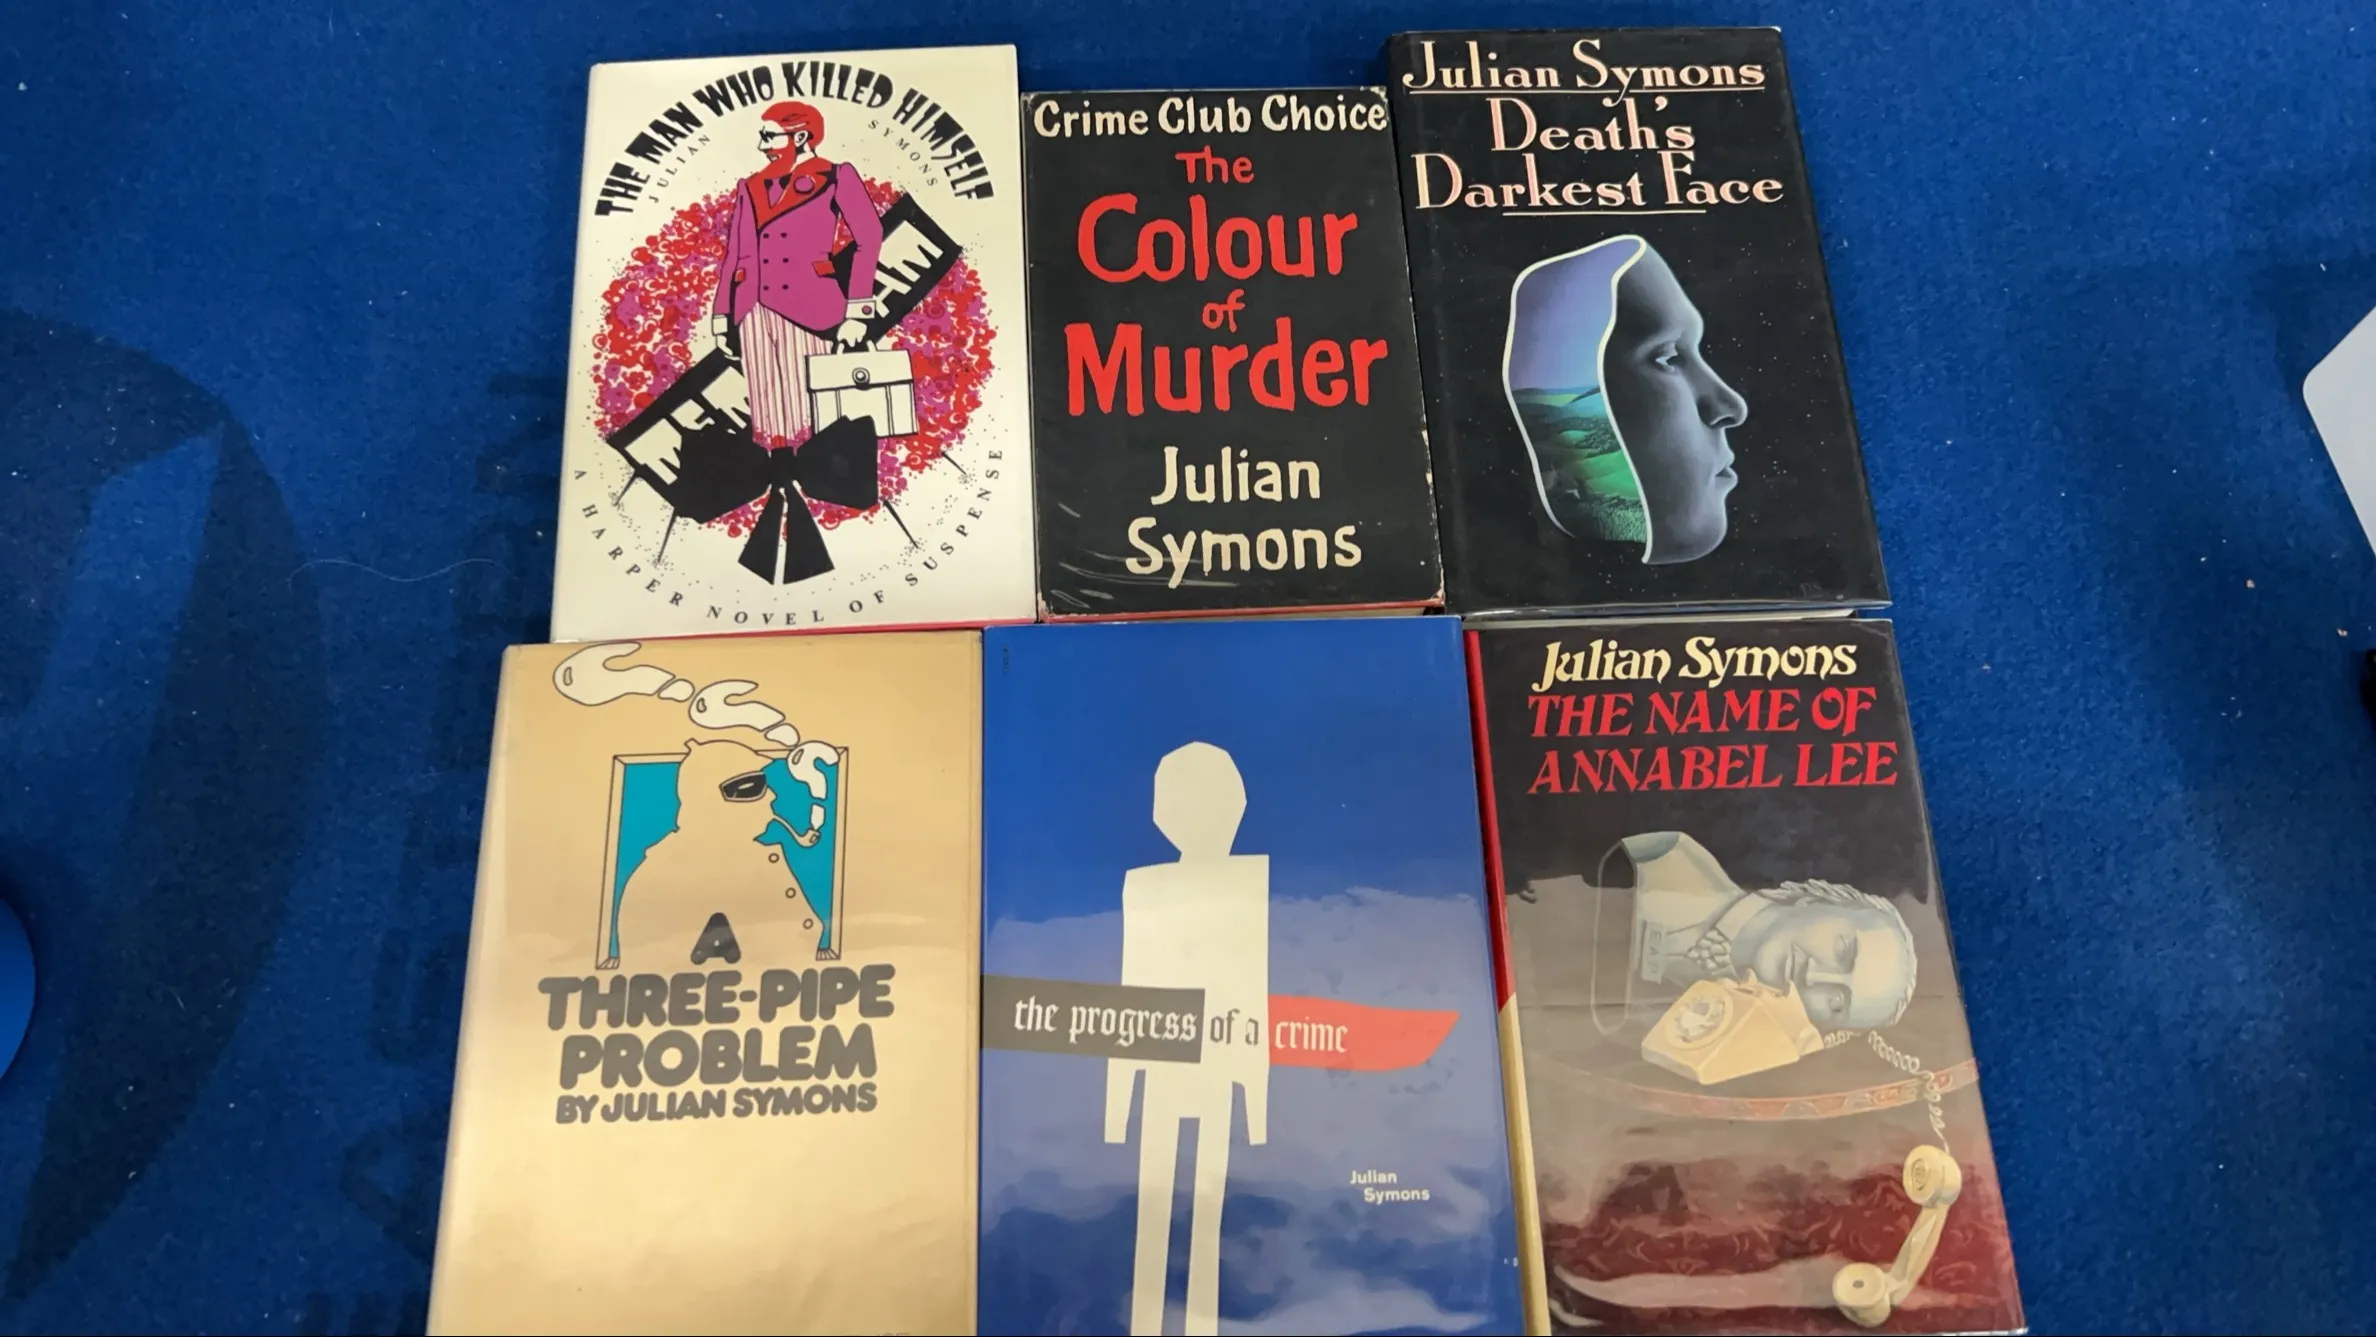 THE MAN WHO KILLED HIMSELF
JULIAN SYMONS
A HARPER NOVEL OF SUSPENSE
Crime Club Choice
The
Colour
of
Murder
Julian
Symons
Julian Symons
Death's
Darkest Face
A
THREE-PIPE
PROBLEM
BY JULIAN SYMONS
the progress of a crime
Julian
Symons
Julian Symons
THE NAME OF
ANNABEL LEE
EAP